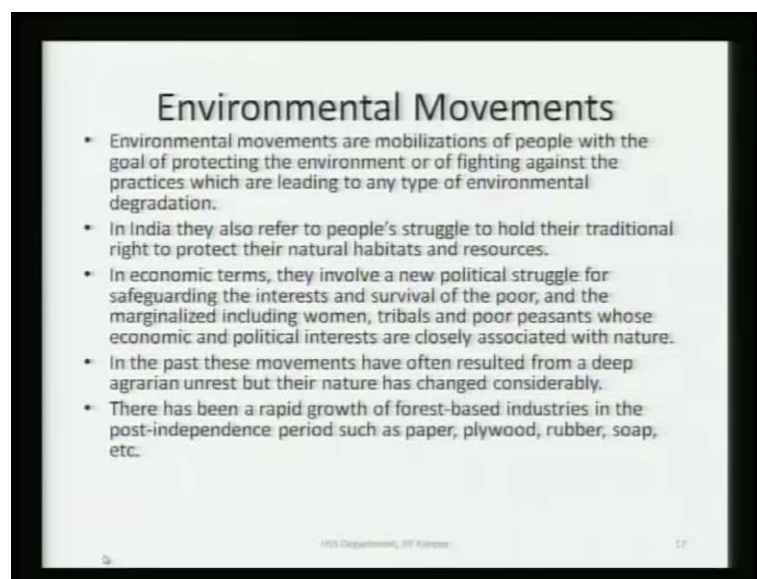 Environmental Movements
• Environmental movements are mobilizations of people with the
goal of protecting the environment or of fighting against the
practices which are leading to any type of environmental
degradation.
• In India they also refer to people's struggle to hold their traditional
right to protect their natural habitats and resources.
• In economic terms, they involve a new political struggle for
safeguarding the interests and survival of the poor, and the
marginalized including women, tribals and poor peasants whose
economic and political interests are closely associated with nature.
• In the past these movements have often resulted from a deep
agrarian unrest but their nature has changed considerably.
• There has been a rapid growth of forest-based industries in the
post-independence period such as paper, plywood, rubber, soap,
etc.
HSS Department, IIT Kanpur
17